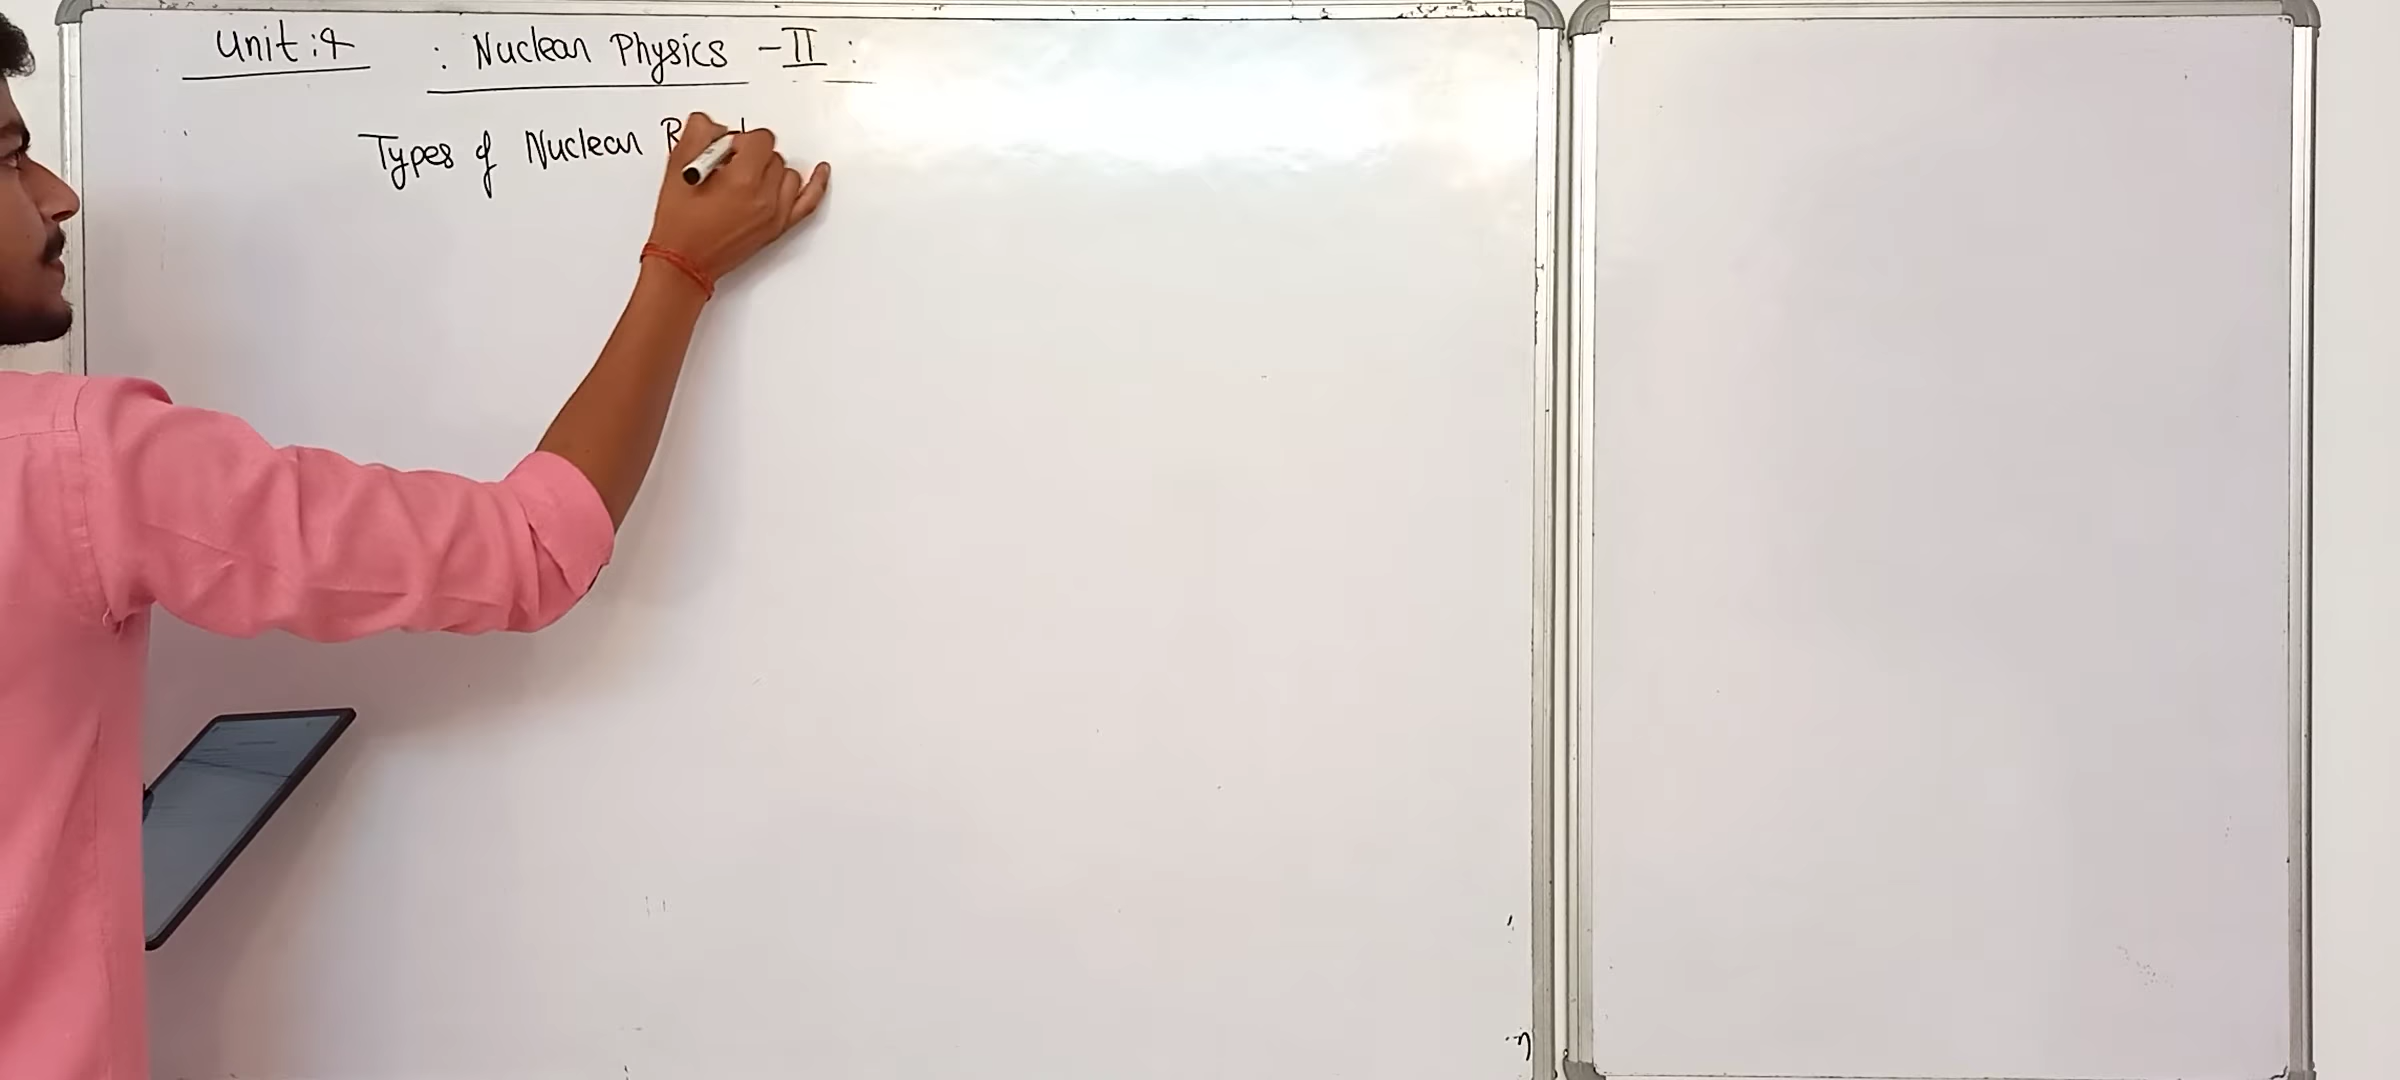 Unit : 4 : Nuclear Physics - II :
Types of Nuclear